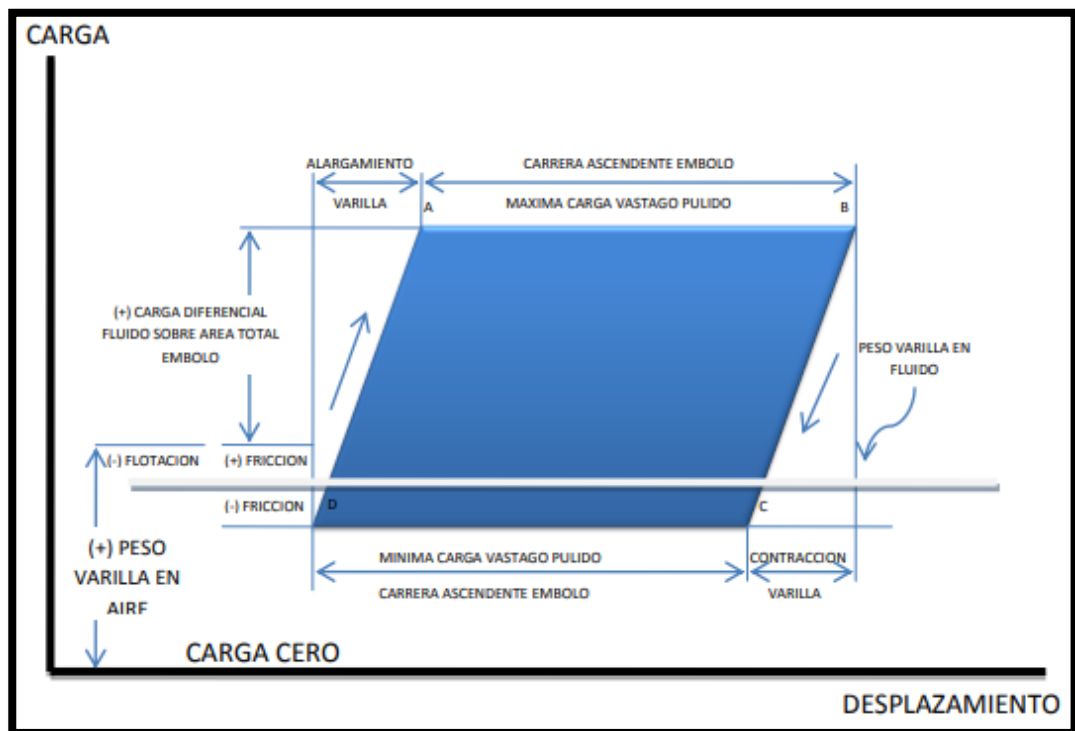 CARGA
ALARGAMIENTO
CARRERA ASCENDENTE EMBOLO
VARILLA
A
MAXIMA CARGA VASTAGO PULIDO
B
(+) CARGA DIFERENCIAL
FLUIDO SOBRE AREA TOTAL
EMBOLO
PESO VARILLA EN
FLUIDO
(-) FLOTACION
(+) FRICCION
(-) FRICCION
D
C
(+) PESO
VARILLA EN
AIRE
MINIMA CARGA VASTAGO PULIDO
CONTRACCION
CARRERA ASCENDENTE EMBOLO
VARILLA
CARGA CERO
DESPLAZAMIENTO